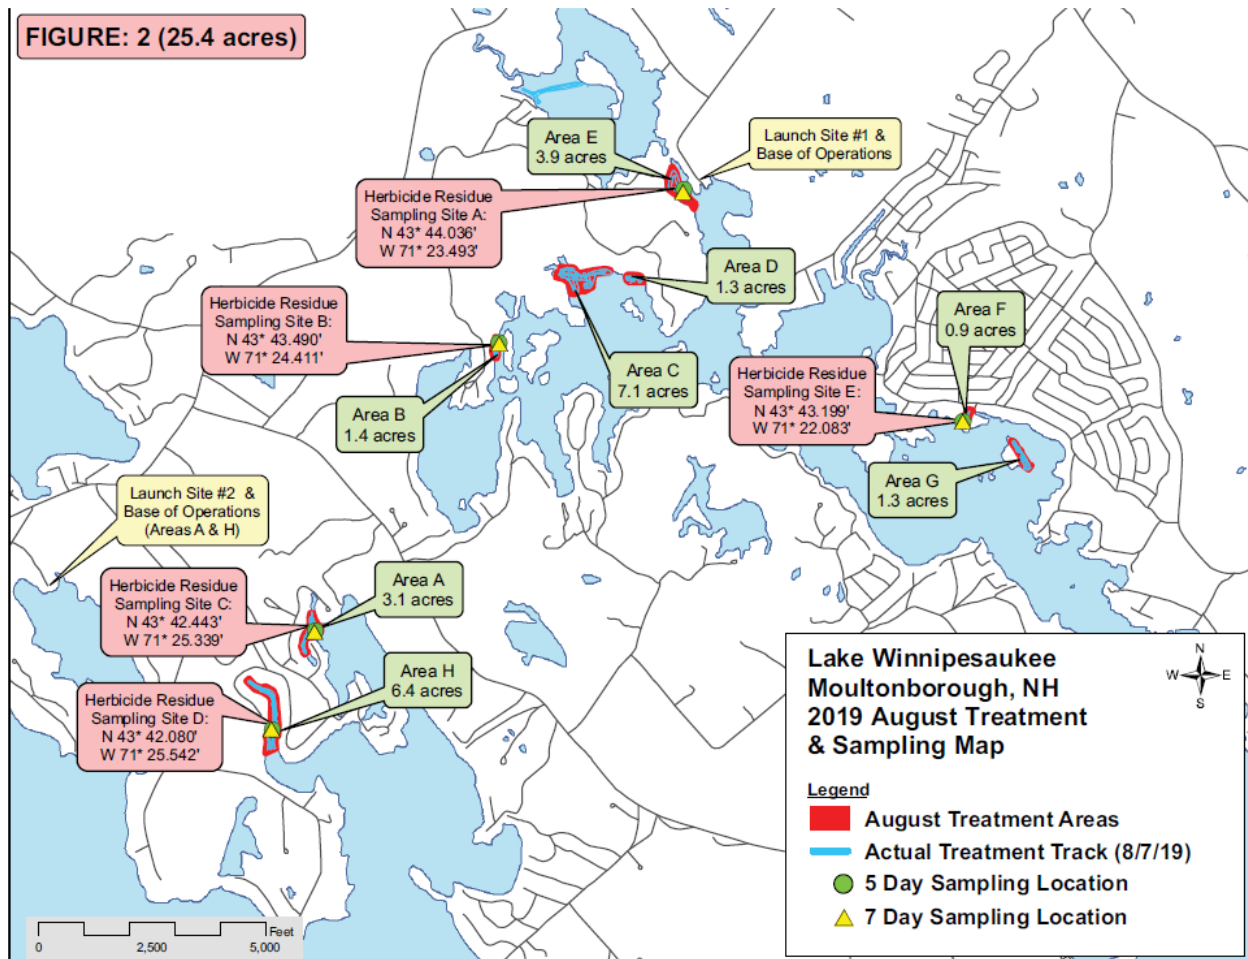 FIGURE: 2 (25.4 acres)
Area E
3.9 acres
Launch Site #1 &
Base of Operations
Herbicide Residue
Sampling Site A:
N 43* 44.036'
W 71* 23.493'
Area D
1.3 acres
Herbicide Residue
Sampling Site B:
N 43* 43.490'
W 71* 24.411'
Area F
0.9 acres
Area C
7.1 acres
Herbicide Residue
Sampling Site E:
N 43* 43.199'
W 71* 22.083'
Area B
1.4 acres
Area G
1.3 acres
Launch Site #2 &
Base of Operations
(Areas A & H)
Area A
3.1 acres
Herbicide Residue
Sampling Site C:
N 43* 42.443'
W 71* 25.339'
Area H
6.4 acres
Herbicide Residue
Sampling Site D:
N 43* 42.080'
W 71* 25.542'
Lake Winnipesaukee
Moultonborough, NH
2019 August Treatment
& Sampling Map
N
W E
S
Legend
August Treatment Areas
Actual Treatment Track (8/7/19)
5 Day Sampling Location
7 Day Sampling Location
Feet
0 2,500 5,000